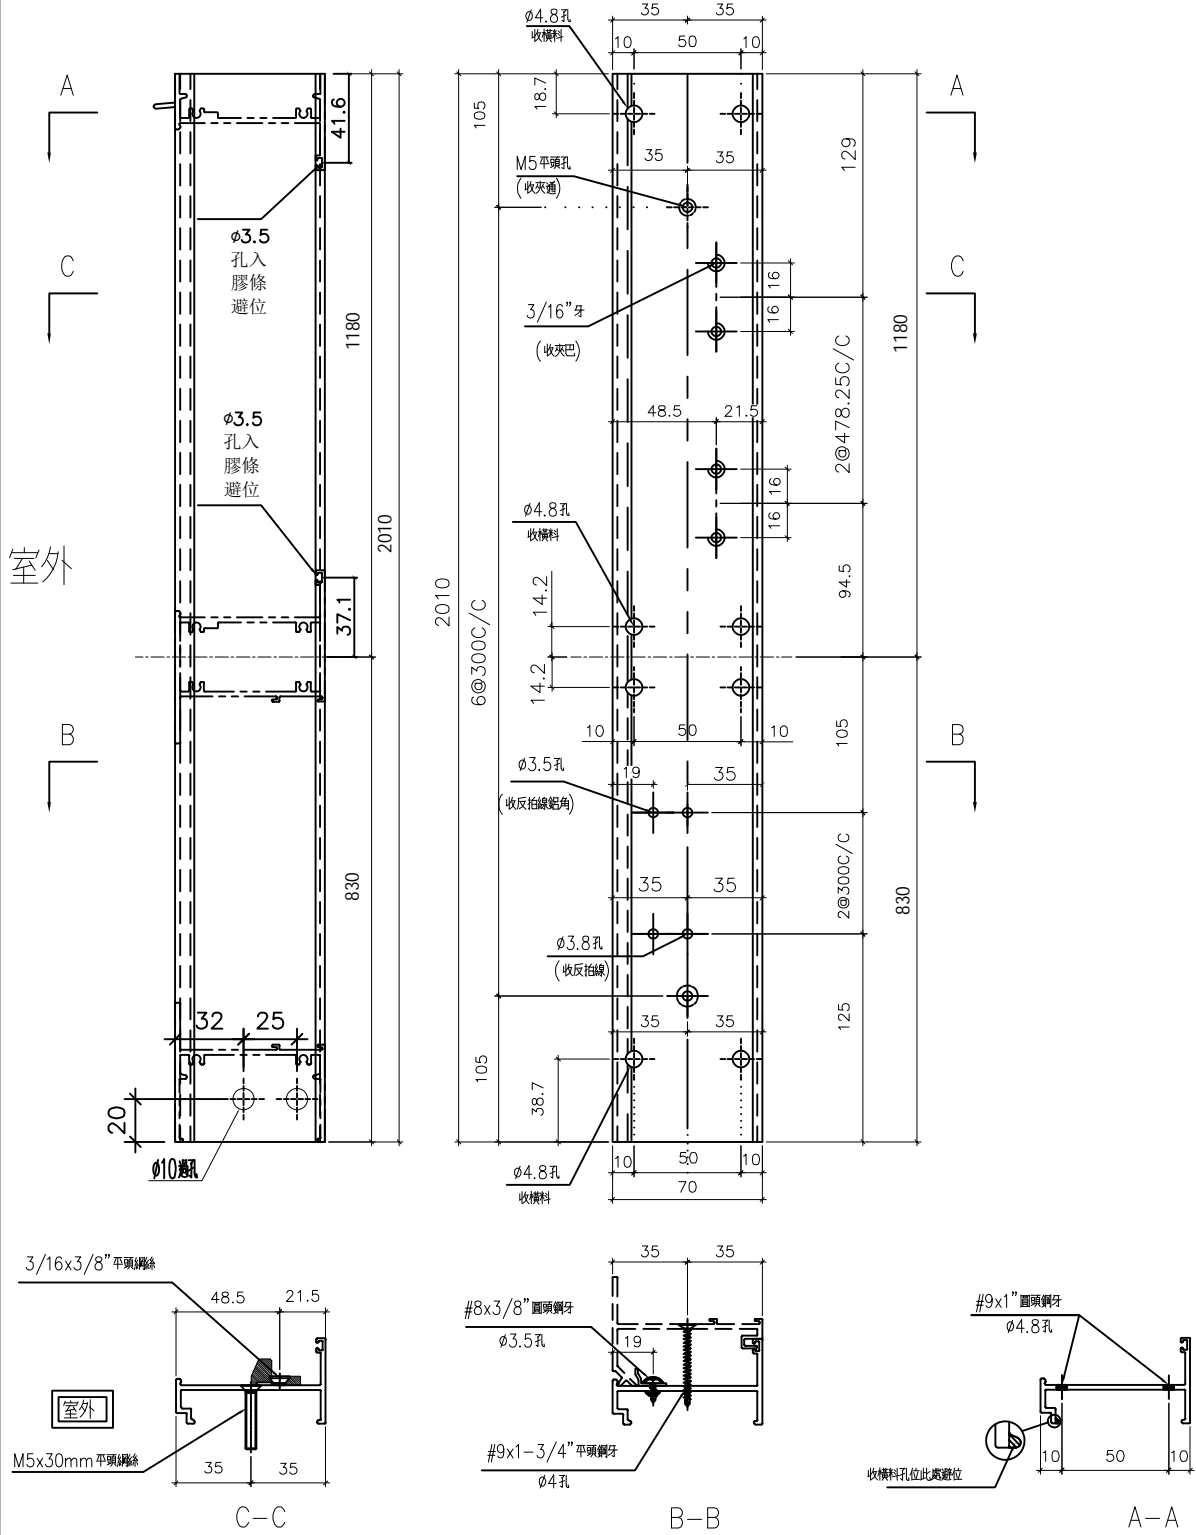 35
35
ø4.8孔
收橫料
10
50
10
A
A
41.6
105
18.7
129
35
35
M5平頭孔
(收夾通)
ø3.5
孔入
膠條
避位
C
C
16
16
3/16”牙
(收夾巴)
1180
1180
2@478.25C/C
48.5
21.5
ø3.5
孔入
膠條
避位
16
16
ø4.8孔
收橫料
2010
室外
37.1
2010
6@300C/C
14.2
14.2
94.5
105
B
B
10
50
10
ø3.5孔
(收反拍線鋁角)
19
35
830
830
2@300C/C
35
35
ø3.8孔
(收反拍線)
32
25
35
35
125
105
38.7
20
ø10過孔
ø4.8孔
收橫料
10
50
10
70
3/16x3/8”平頭鋼絲
48.5
21.5
室外
M5x30mm平頭鋼絲
35
35
C-C
35
35
#8x3/8”圓頭鋼牙
ø3.5孔
19
#9x1-3/4”平頭鋼牙
ø4孔
B-B
#9x1”圓頭鋼牙
ø4.8孔
收橫料孔位此處避位
10
50
10
A-A